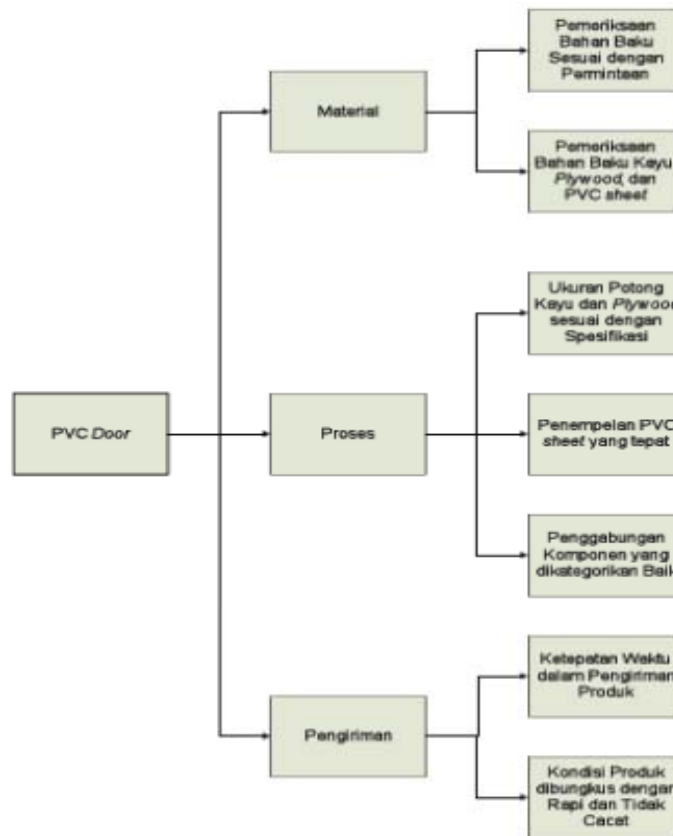 Pemeriksaan
Bahan Baku
Sesuai dengan
Permintaan
Material
Pemeriksaan
Bahan Baku Kayu
Plywood, dan
PVC sheet
Ukuran Potong
Kayu dan Plywood
sesuai dengan
Spesifikasi
PVC Door
Proses
Penempelan PVC
sheet yang tepat
Penggabungan
Komponen yang
dikategorikan Baik
Ketepatan Waktu
dalam Pengiriman
Produk
Pengiriman
Kondisi Produk
dibungkus dengan
Rapi dan Tidak
Cacat